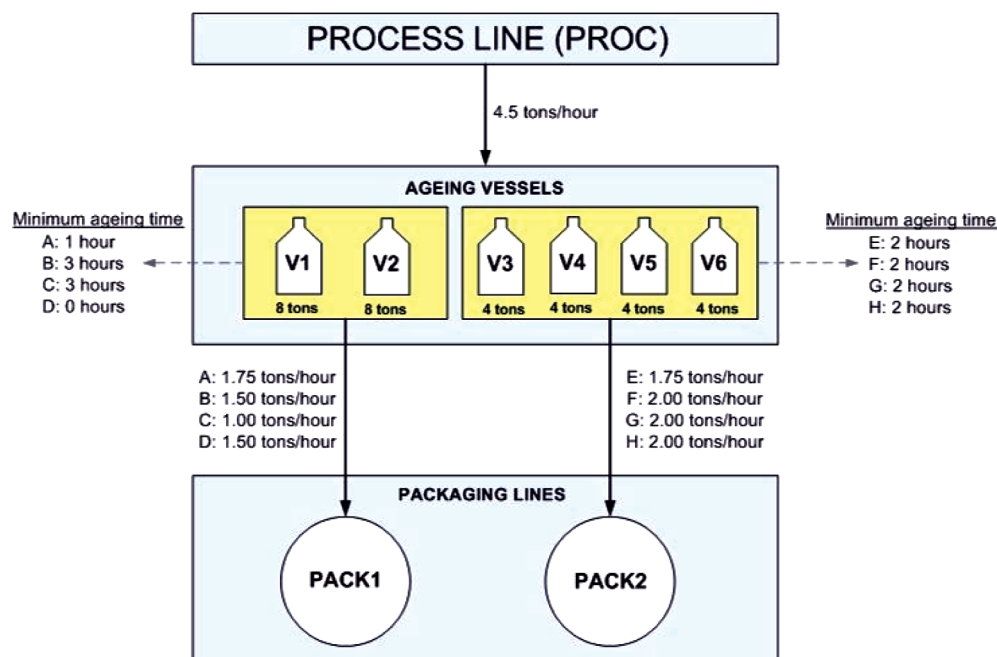 PROCESS LINE (PROC)
4.5 tons/hour
AGEING VESSELS
Minimum ageing time
A: 1 hour
B: 3 hours
C: 3 hours
D: 0 hours
V1
V2
V3
V4
V5
V6
8 tons
8 tons
4 tons
4 tons
4 tons
4 tons
Minimum ageing time
E: 2 hours
F: 2 hours
G: 2 hours
H: 2 hours
A: 1.75 tons/hour
B: 1.50 tons/hour
C: 1.00 tons/hour
D: 1.50 tons/hour
E: 1.75 tons/hour
F: 2.00 tons/hour
G: 2.00 tons/hour
H: 2.00 tons/hour
PACKAGING LINES
PACK1
PACK2